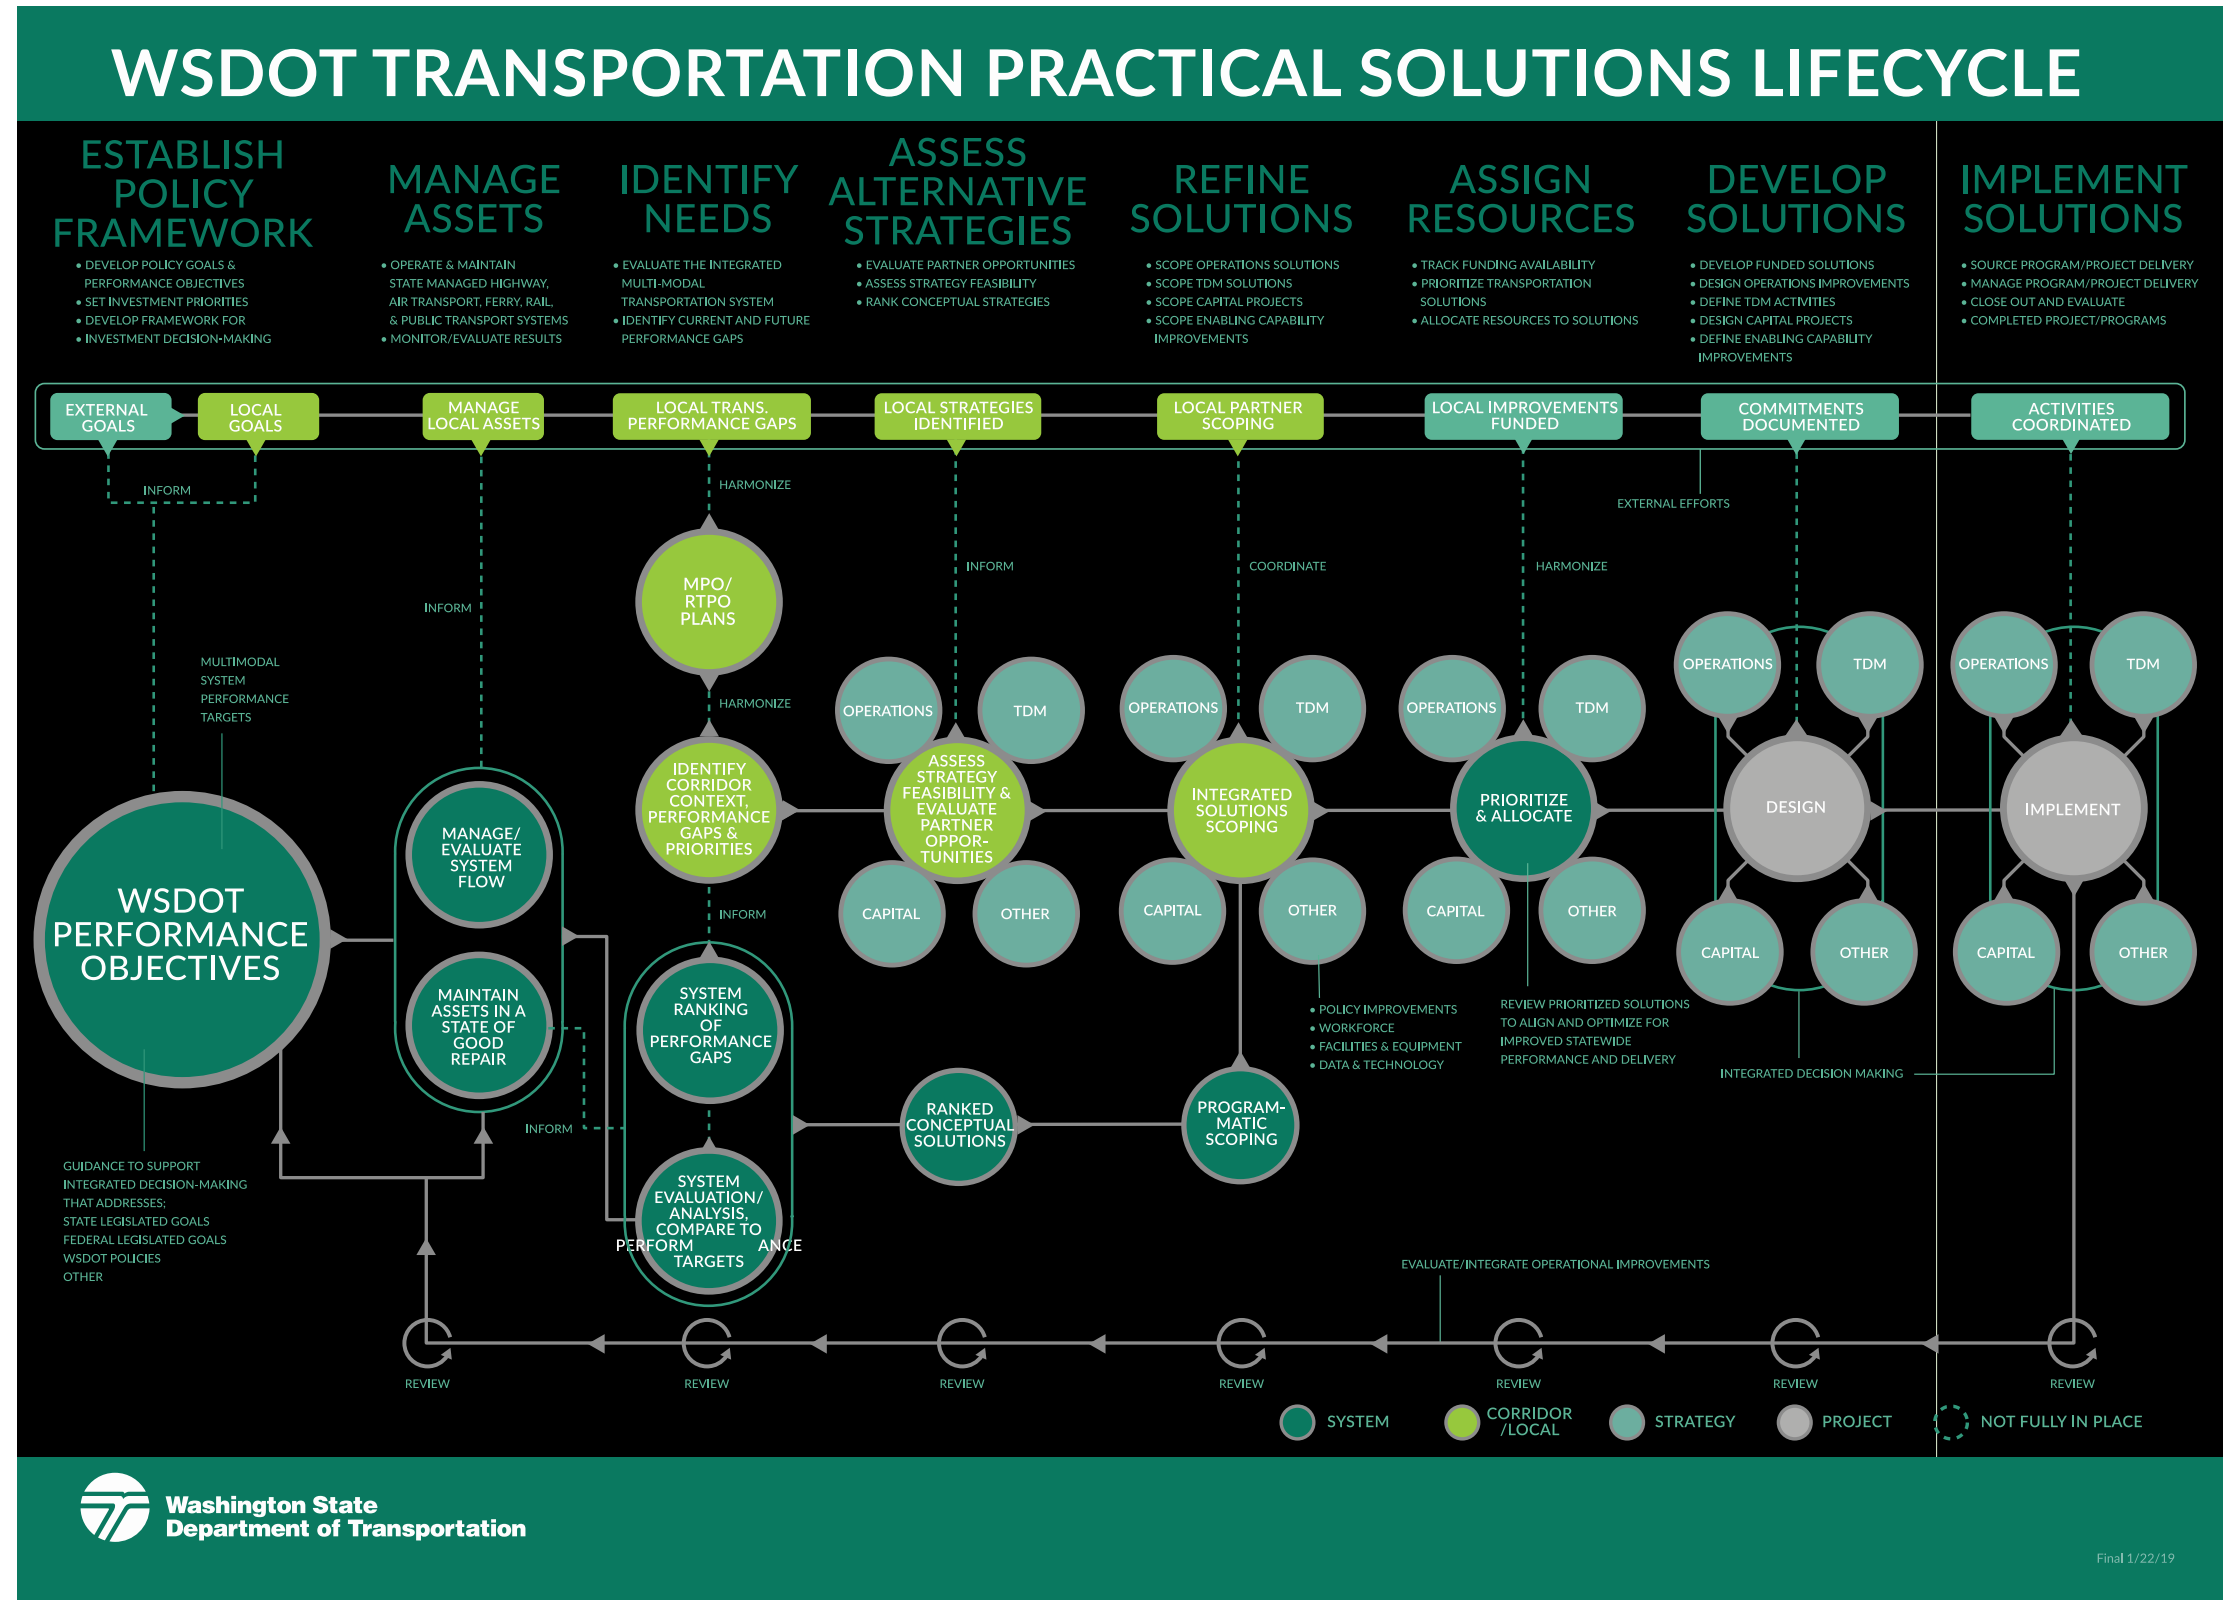 WSDOT TRANSPORTATION PRACTICAL SOLUTIONS LIFECYCLE
ESTABLISH
POLICY
FRAMEWORK
• DEVELOP POLICY GOALS &
PERFORMANCE OBJECTIVES
• SET INVESTMENT PRIORITIES
• DEVELOP FRAMEWORK FOR
• INVESTMENT DECISION-MAKING
MANAGE
ASSETS
• OPERATE & MAINTAIN
STATE MANAGED HIGHWAY,
AIR TRANSPORT, FERRY, RAIL,
& PUBLIC TRANSPORT SYSTEMS
• MONITOR/EVALUATE RESULTS
IDENTIFY
NEEDS
• EVALUATE THE INTEGRATED
MULTI-MODAL
TRANSPORTATION SYSTEM
• IDENTIFY CURRENT AND FUTURE
PERFORMANCE GAPS
ASSESS
ALTERNATIVE
STRATEGIES
• EVALUATE PARTNER OPPORTUNITIES
• ASSESS STRATEGY FEASIBILITY
• RANK CONCEPTUAL STRATEGIES
REFINE
SOLUTIONS
• SCOPE OPERATIONS SOLUTIONS
• SCOPE TDM SOLUTIONS
• SCOPE CAPITAL PROJECTS
• SCOPE ENABLING CAPABILITY
IMPROVEMENTS
ASSIGN
RESOURCES
• TRACK FUNDING AVAILABILITY
• PRIORITIZE TRANSPORTATION
SOLUTIONS
• ALLOCATE RESOURCES TO SOLUTIONS
DEVELOP
SOLUTIONS
• DEVELOP FUNDED SOLUTIONS
• DESIGN OPERATIONS IMPROVEMENTS
• DEFINE TDM ACTIVITIES
• DESIGN CAPITAL PROJECTS
• DEFINE ENABLING CAPABILITY
IMPROVEMENTS
IMPLEMENT
SOLUTIONS
• SOURCE PROGRAM/PROJECT DELIVERY
• MANAGE PROGRAM/PROJECT DELIVERY
• CLOSE OUT AND EVALUATE
• COMPLETED PROJECT/PROGRAMS
EXTERNAL
GOALS
LOCAL
GOALS
MANAGE
LOCAL ASSETS
LOCAL TRANS.
PERFORMANCE GAPS
LOCAL STRATEGIES
IDENTIFIED
LOCAL PARTNER
SCOPING
LOCAL IMPROVEMENTS
FUNDED
COMMITMENTS
DOCUMENTED
ACTIVITIES
COORDINATED
INFORM
HARMONIZE
EXTERNAL EFFORTS
INFORM
COORDINATE
HARMONIZE
INFORM
MPO/
RTPO
PLANS
HARMONIZE
MULTIMODAL
SYSTEM
PERFORMANCE
TARGETS
WSDOT
PERFORMANCE
OBJECTIVES
GUIDANCE TO SUPPORT
INTEGRATED DECISION-MAKING
THAT ADDRESSES;
STATE LEGISLATED GOALS
FEDERAL LEGISLATED GOALS
WSDOT POLICIES
OTHER
MANAGE/
EVALUATE
SYSTEM
FLOW
MAINTAIN
ASSETS IN A
STATE OF
GOOD
REPAIR
INFORM
IDENTIFY
CORRIDOR
CONTEXT,
PERFORMANCE
GAPS &
PRIORITIES
INFORM
SYSTEM
RANKING
OF
PERFORMANCE
GAPS
SYSTEM
EVALUATION/
ANALYSIS,
COMPARE TO
PERFORM ANCE
TARGETS
OPERATIONS
TDM
ASSESS
STRATEGY
FEASIBILITY &
EVALUATE
PARTNER
OPPOR-
TUNITIES
CAPITAL
OTHER
RANKED
CONCEPTUAL
SOLUTIONS
OPERATIONS
TDM
INTEGRATED
SOLUTIONS
SCOPING
CAPITAL
OTHER
• POLICY IMPROVEMENTS
• WORKFORCE
• FACILITIES & EQUIPMENT
• DATA & TECHNOLOGY
PROGRAM-
MATIC
SCOPING
OPERATIONS
TDM
PRIORITIZE
& ALLOCATE
CAPITAL
OTHER
REVIEW PRIORITIZED SOLUTIONS
TO ALIGN AND OPTIMIZE FOR
IMPROVED STATEWIDE
PERFORMANCE AND DELIVERY
OPERATIONS
TDM
DESIGN
CAPITAL
OTHER
INTEGRATED DECISION MAKING
OPERATIONS
TDM
IMPLEMENT
CAPITAL
OTHER
EVALUATE/INTEGRATE OPERATIONAL IMPROVEMENTS
REVIEW
REVIEW
REVIEW
REVIEW
REVIEW
REVIEW
REVIEW
SYSTEM
CORRIDOR
/LOCAL
STRATEGY
PROJECT
NOT FULLY IN PLACE
Washington State
Department of Transportation
Final 1/22/19